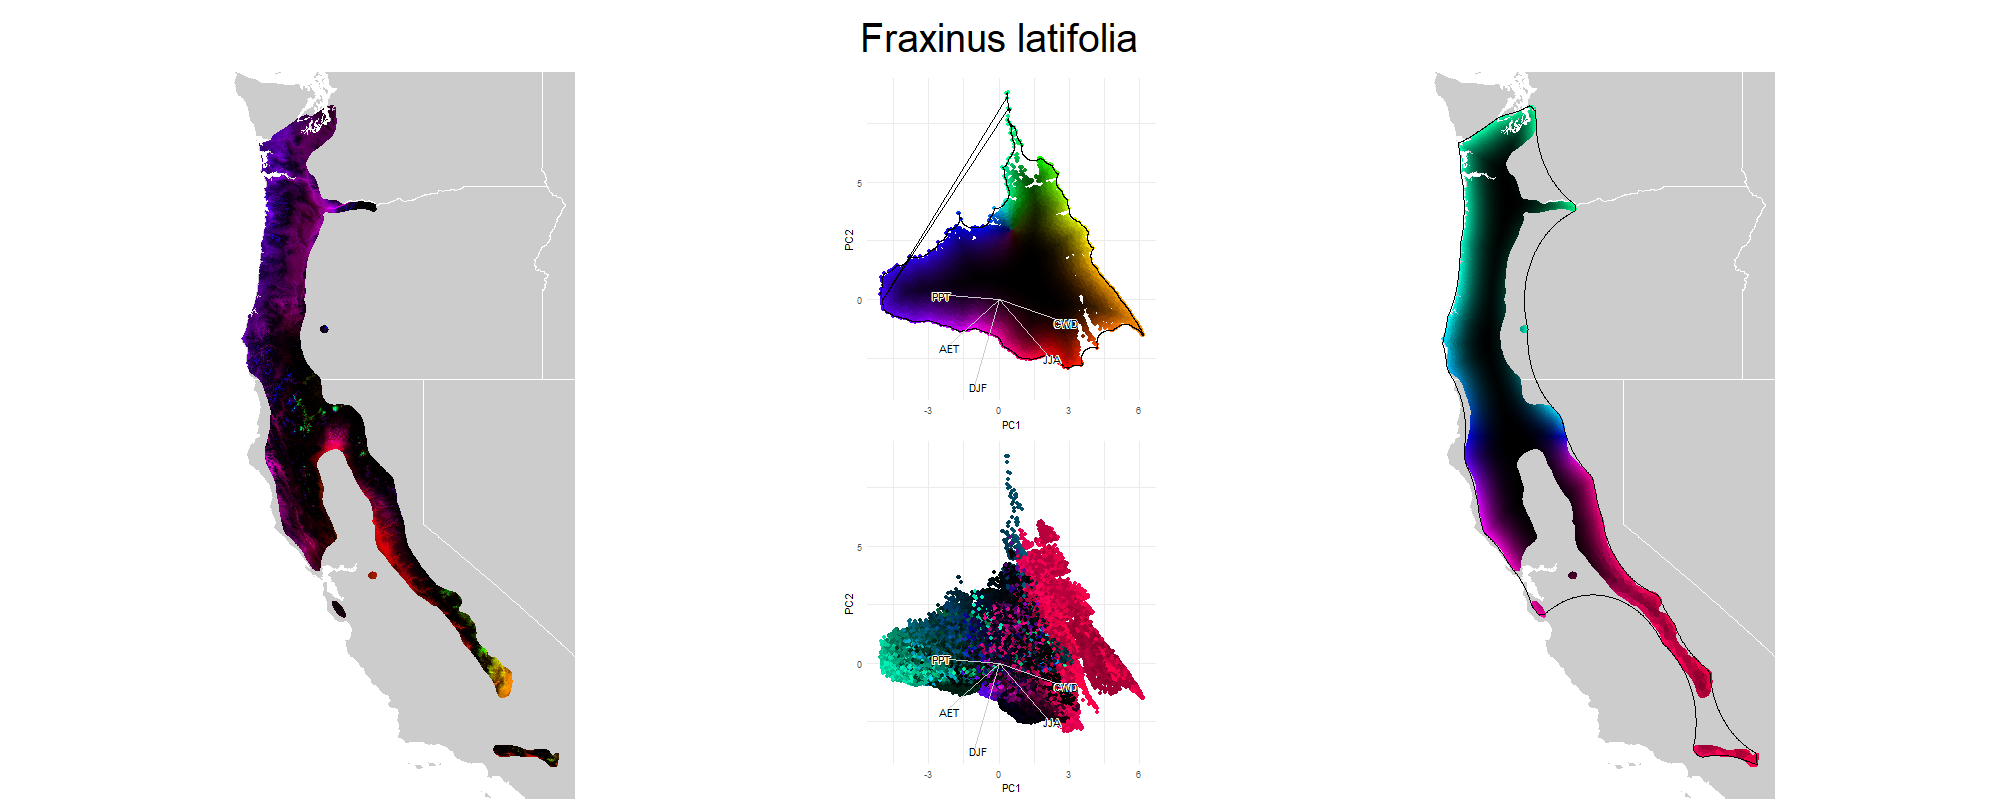 Fraxinus latifolia
PC2
5
0
PPT
CWD
AET
JJA
DJF
-3
0
3
6
PC1
PC2
5
0
PPT
CWD
AET
JJA
DJF
-3
0
3
6
PC1